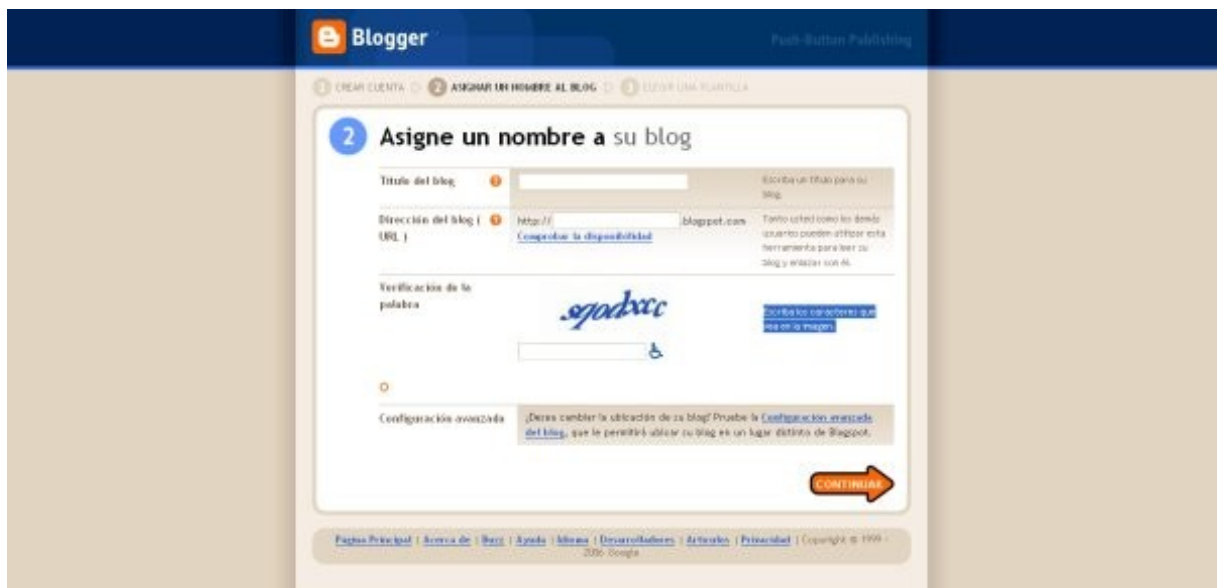 Blogger
Push-Button Publishing
1 CREAR CUENTA 2 ASIGNAR UN NOMBRE AL BLOG 3 ELEGIR UNA PLANTILLA
2 Asigne un nombre a su blog
Título del blog
Escriba un título para su
blog.
Dirección del blog (
URL )
http://
.blogspot.com
Comprobar la disponibilidad
Tanto usted como los demás
usuarios pueden utilizar esta
herramienta para leer su
blog y enlazar con él.
Verificación de la
palabra
Escriba los caracteres que
vea en la imagen.
O
Configuración avanzada
¿Desea cambiar la ubicación de su blog? Pruebe la Configuración avanzada
del blog, que le permitirá ubicar su blog en un lugar distinto de Blogspot.
CONTINUAR
Página Principal | Acerca de | Buzz | Ayuda | Idioma | Desarrolladores | Artículos | Privacidad | Copyright © 1999 -
2006 Google